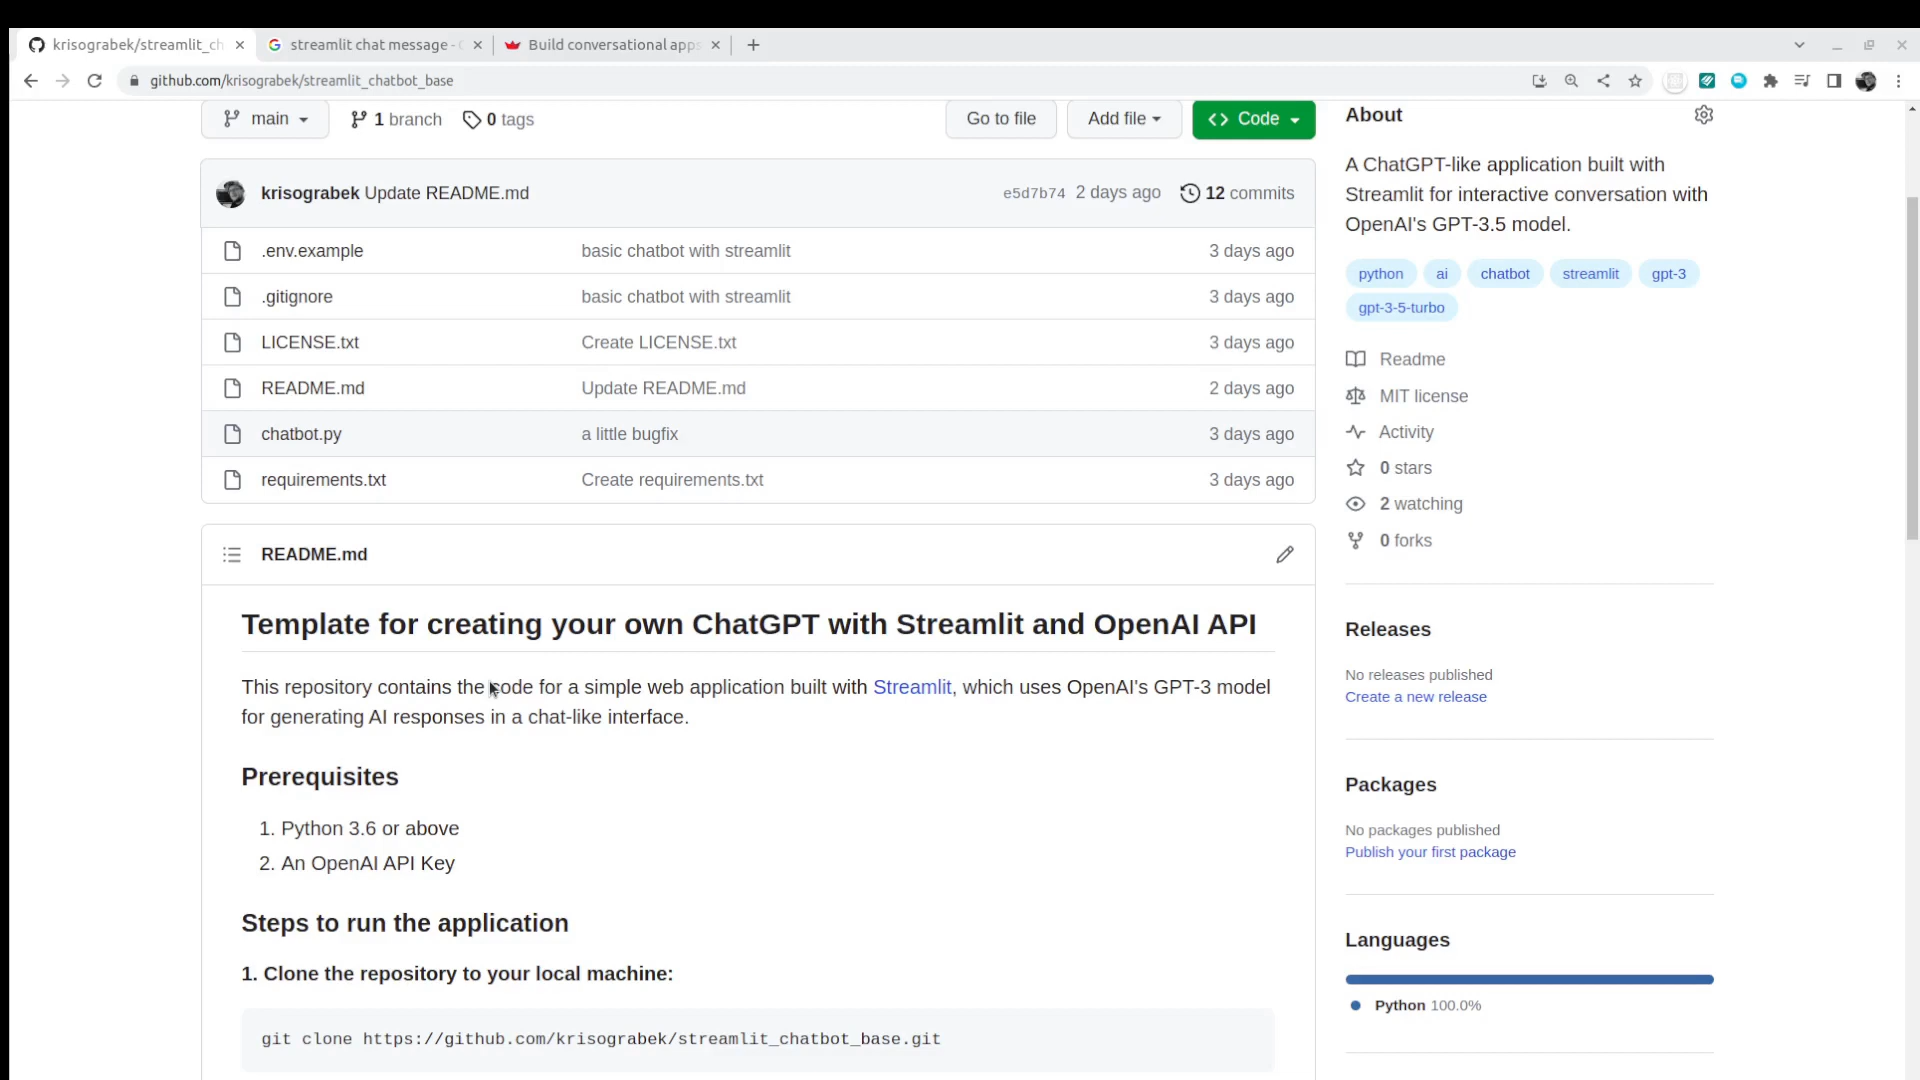 krisograbek/streamlit_ch
streamlit chat message -
Build conversational apps
github.com/krisograbek/streamlit_chatbot_base
main
1 branch
0 tags
Go to file
Add file
Code
krisograbek Update README.md
e5d7b74 2 days ago
12 commits
.env.example basic chatbot with streamlit 3 days ago
.gitignore basic chatbot with streamlit 3 days ago
LICENSE.txt Create LICENSE.txt 3 days ago
README.md Update README.md 2 days ago
chatbot.py a little bugfix 3 days ago
requirements.txt Create requirements.txt 3 days ago
README.md
Template for creating your own ChatGPT with Streamlit and OpenAI API
This repository contains the code for a simple web application built with Streamlit, which uses OpenAI's GPT-3 model
for generating AI responses in a chat-like interface.
Prerequisites
1. Python 3.6 or above
2. An OpenAI API Key
Steps to run the application
1. Clone the repository to your local machine:
git clone https://github.com/krisograbek/streamlit_chatbot_base.git
About
A ChatGPT-like application built with
Streamlit for interactive conversation with
OpenAI's GPT-3.5 model.
python ai chatbot streamlit gpt-3
gpt-3-5-turbo
Readme
MIT license
Activity
0 stars
2 watching
0 forks
Releases
No releases published
Create a new release
Packages
No packages published
Publish your first package
Languages
Python 100.0%